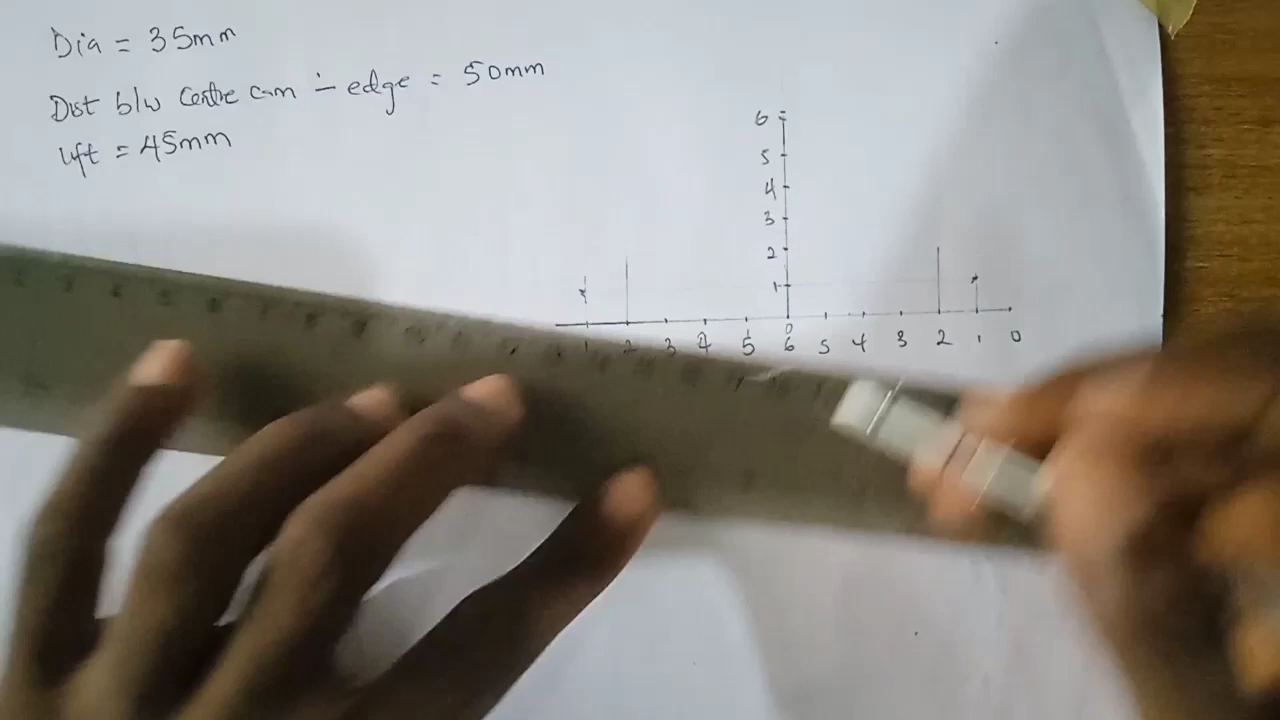 Dia = 35mm
Dist b/w Centre cam ÷ edge = 50mm
lift = 45mm
6
5
4
3
2
1
0
1 2 3 4 5 6 5 4 3 2 1 0